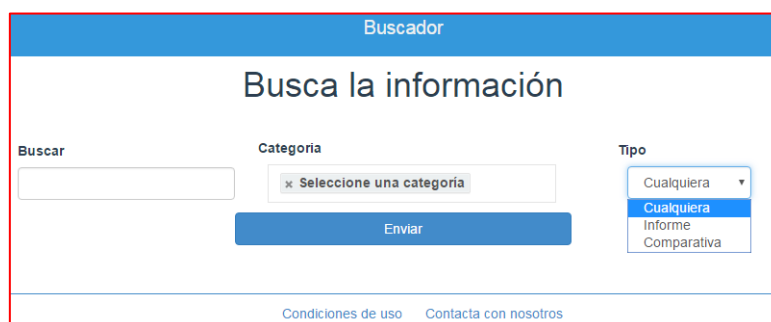 Buscador
Busca la información
Buscar Categoria Tipo
× Seleccione una categoría Cualquiera
Cualquiera
Enviar Informe
Comparativa
Condiciones de uso Contacta con nosotros